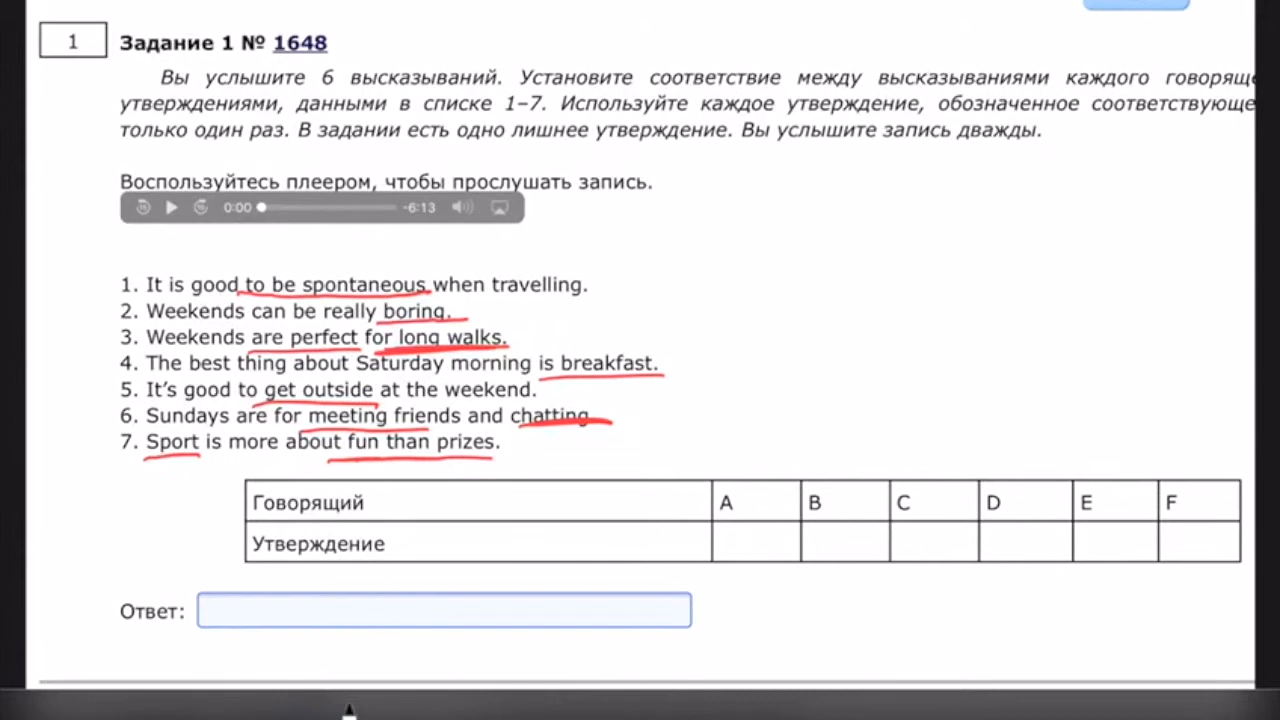 1
Задание 1 № 1648
Вы услышите 6 высказываний. Установите соответствие между высказываниями каждого говоряще
утверждениями, данными в списке 1–7. Используйте каждое утверждение, обозначенное соответствующе
только один раз. В задании есть одно лишнее утверждение. Вы услышите запись дважды.
Воспользуйтесь плеером, чтобы прослушать запись.
0:00 -6:13
1. It is good to be spontaneous when travelling.
2. Weekends can be really boring.
3. Weekends are perfect for long walks.
4. The best thing about Saturday morning is breakfast.
5. It’s good to get outside at the weekend.
6. Sundays are for meeting friends and chatting
7. Sport is more about fun than prizes.
Говорящий A B C D E F
Утверждение
Ответ: